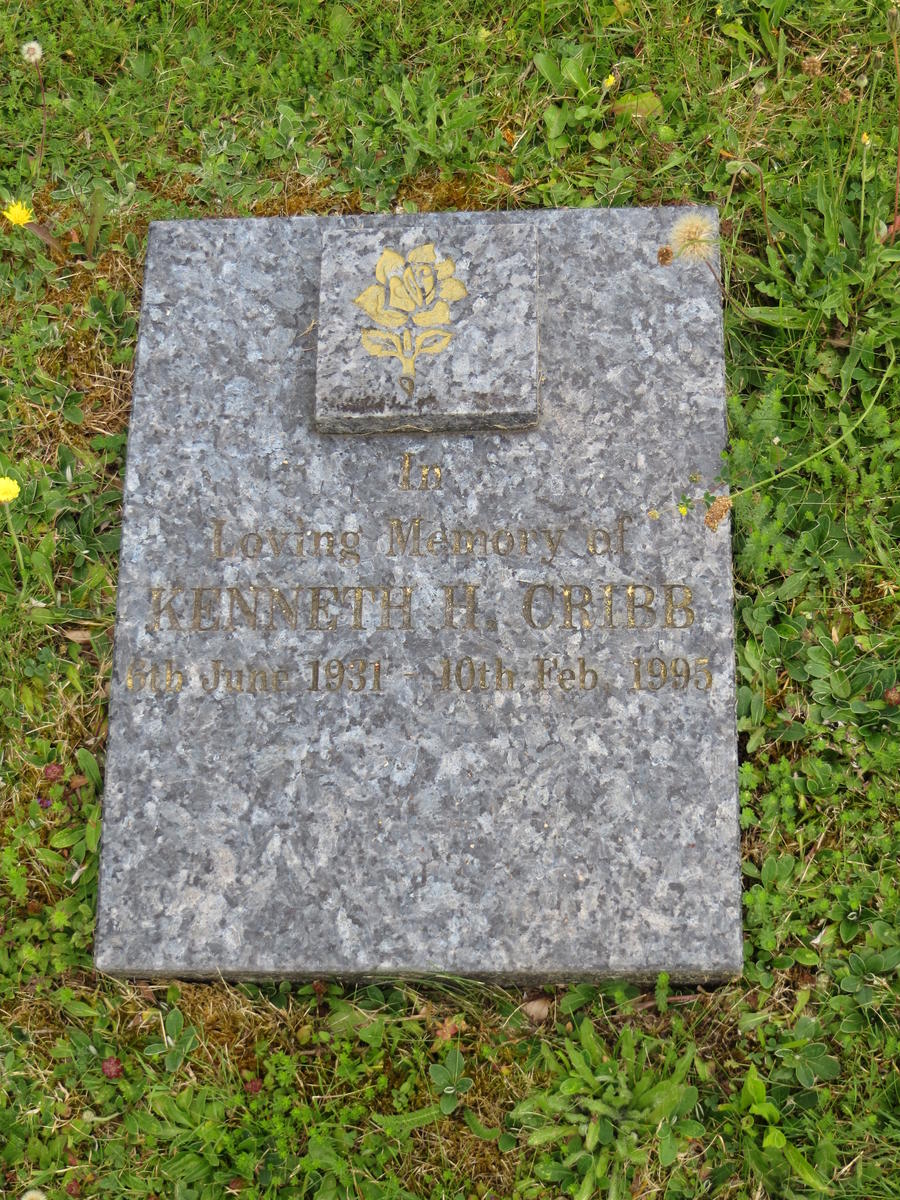 In
Loving Memory of
KENNETH H. CRIBB
6th June 1931 - 10th Feb. 1995